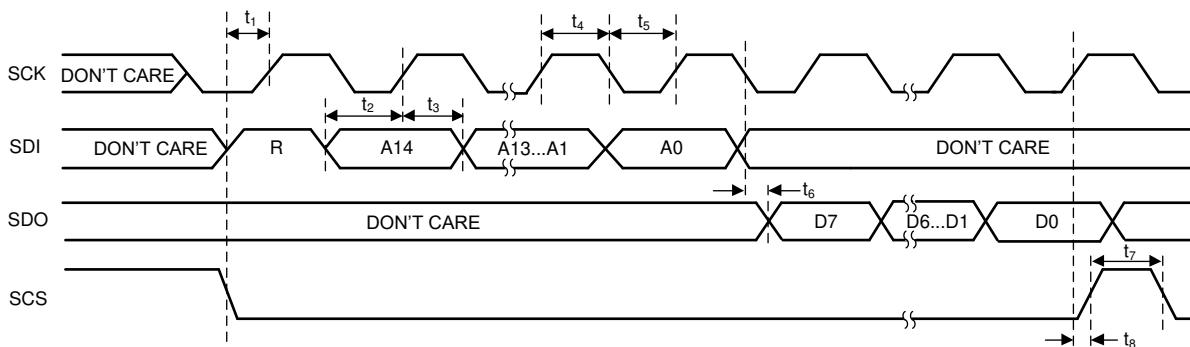 t1
t4
t5
SCK
DON'T CARE
t2
t3
SDI
DON'T CARE
R
A14
A13...A1
A0
DON'T CARE
t6
SDO
DON'T CARE
D7
D6...D1
D0
t7
SCS
t8